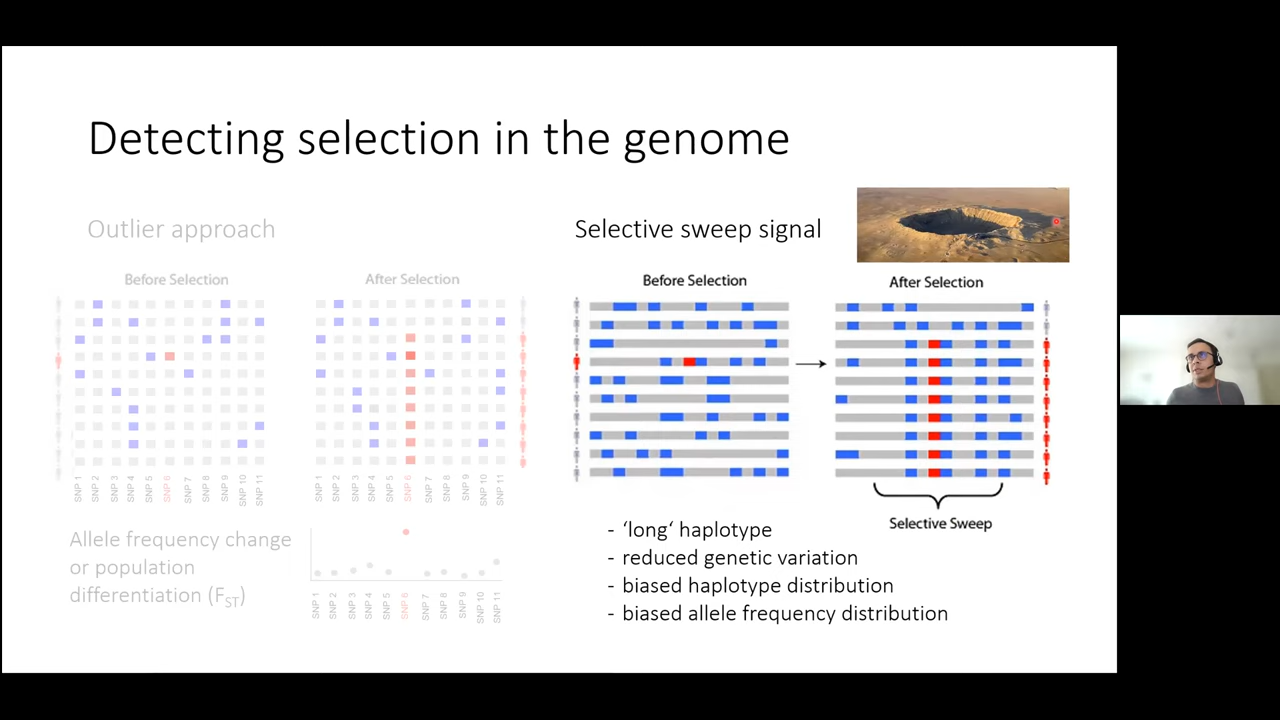 Detecting selection in the genome
Outlier approach
Before Selection
After Selection
SNP 1
SNP 2
SNP 3
SNP 4
SNP 5
SNP 6
SNP 7
SNP 8
SNP 9
SNP 10
SNP 11
SNP 1
SNP 2
SNP 3
SNP 4
SNP 5
SNP 6
SNP 7
SNP 8
SNP 9
SNP 10
SNP 11
Allele frequency change
or population
differentiation (FST)
SNP 1
SNP 2
SNP 3
SNP 4
SNP 5
SNP 6
SNP 7
SNP 8
SNP 9
SNP 10
SNP 11
Selective sweep signal
Before Selection
After Selection
Selective Sweep
- ‘long‘ haplotype
- reduced genetic variation
- biased haplotype distribution
- biased allele frequency distribution